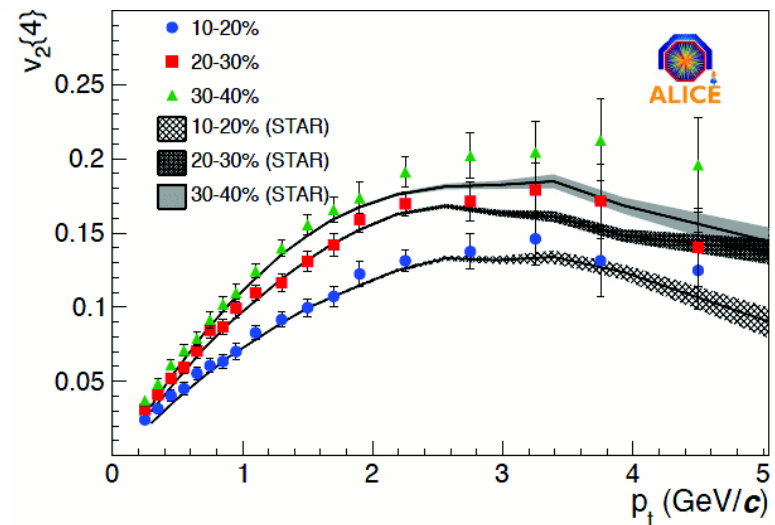 v₂{4}
0.25
0.2
0.15
0.1
0.05
10-20%
20-30%
30-40%
10-20% (STAR)
20-30% (STAR)
30-40% (STAR)
ALICE
0 1 2 3 4 5
pₜ (GeV/c)